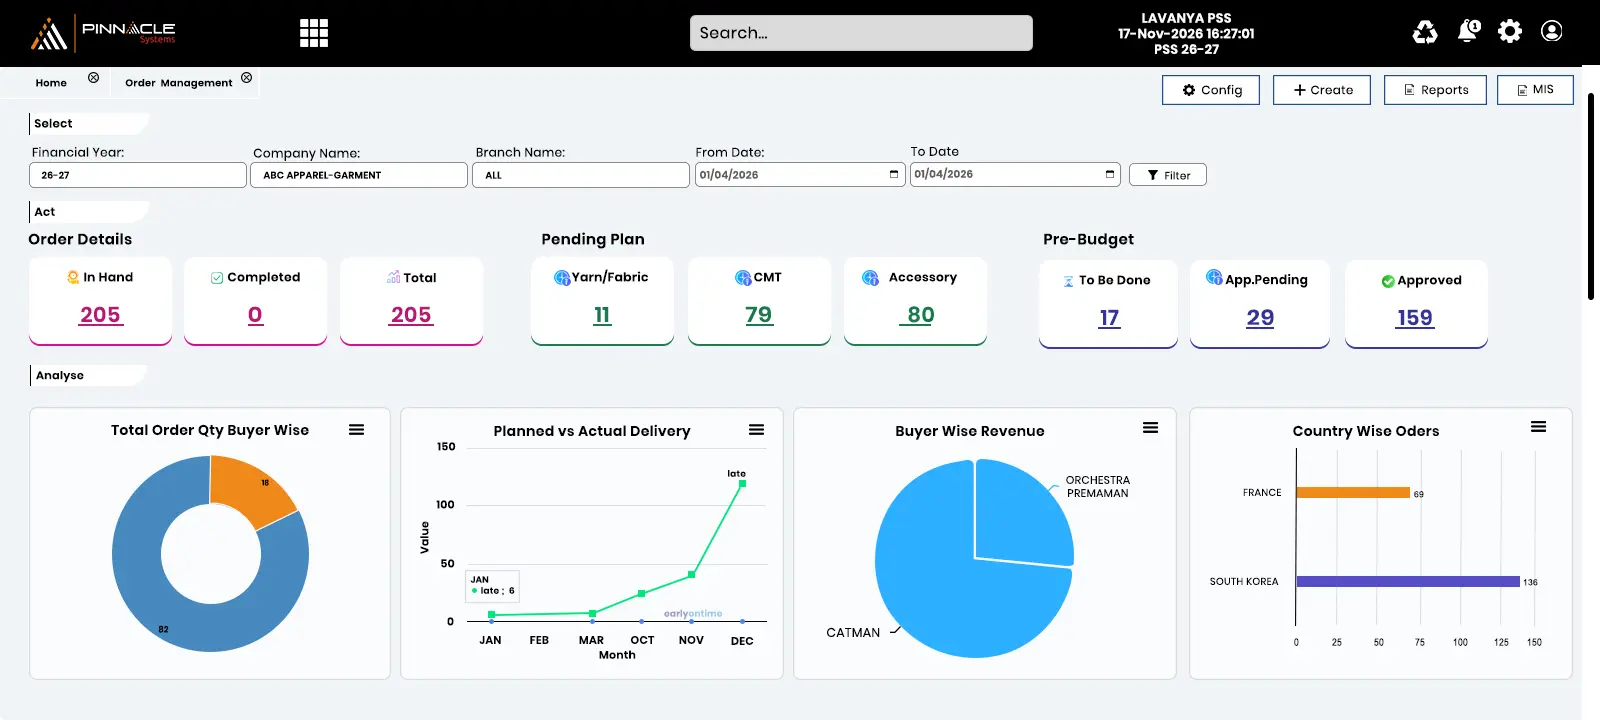 PINNACLE
Systems
Search...
LAVANYA PSS
17-Nov-2026 16:27:01
PSS 26-27
1
Home
Order Management
Config
Create
Reports
MIS
Select
Financial Year:
Company Name:
Branch Name:
From Date:
To Date
26-27
ABC APPAREL-GARMENT
ALL
01/04/2026
01/04/2026
Filter
Act
Order Details
Pending Plan
Pre-Budget
In Hand
205
Completed
0
Total
205
Yarn/Fabric
11
CMT
79
Accessory
80
To Be Done
17
App.Pending
29
Approved
159
Analyse
Total Order Qty Buyer Wise
18
82
Planned vs Actual Delivery
150
100
50
0
Value
late
JAN
late : 6
earlyontime
JAN FEB MAR OCT NOV DEC
Month
Buyer Wise Revenue
ORCHESTRA
PREMAMAN
CATMAN
Country Wise Oders
FRANCE
69
SOUTH KOREA
136
0 25 50 75 100 125 150